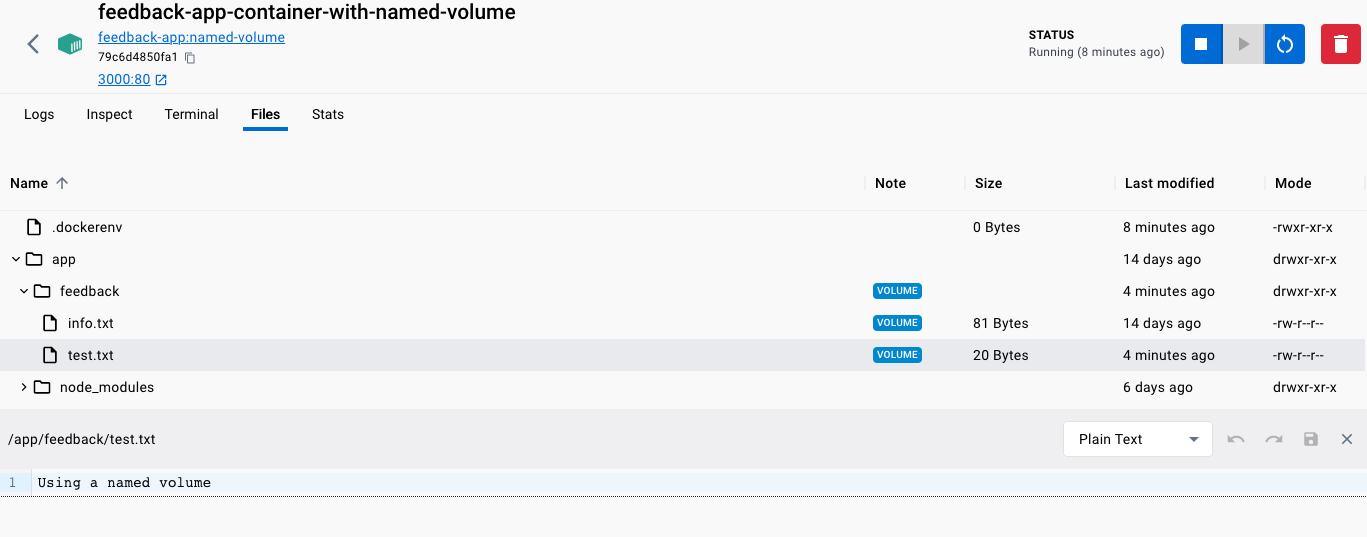 feedback-app-container-with-named-volume
feedback-app:named-volume
79c6d4850fa1
3000:80
STATUS
Running (8 minutes ago)
Logs Inspect Terminal Files Stats
Name Note Size Last modified Mode
.dockerenv 0 Bytes 8 minutes ago -rwxr-xr-x
app 14 days ago drwxr-xr-x
feedback VOLUME 4 minutes ago drwxr-xr-x
info.txt VOLUME 81 Bytes 14 days ago -rw-r--r--
test.txt VOLUME 20 Bytes 4 minutes ago -rw-r--r--
node_modules 6 days ago drwxr-xr-x
/app/feedback/test.txt Plain Text
1 Using a named volume